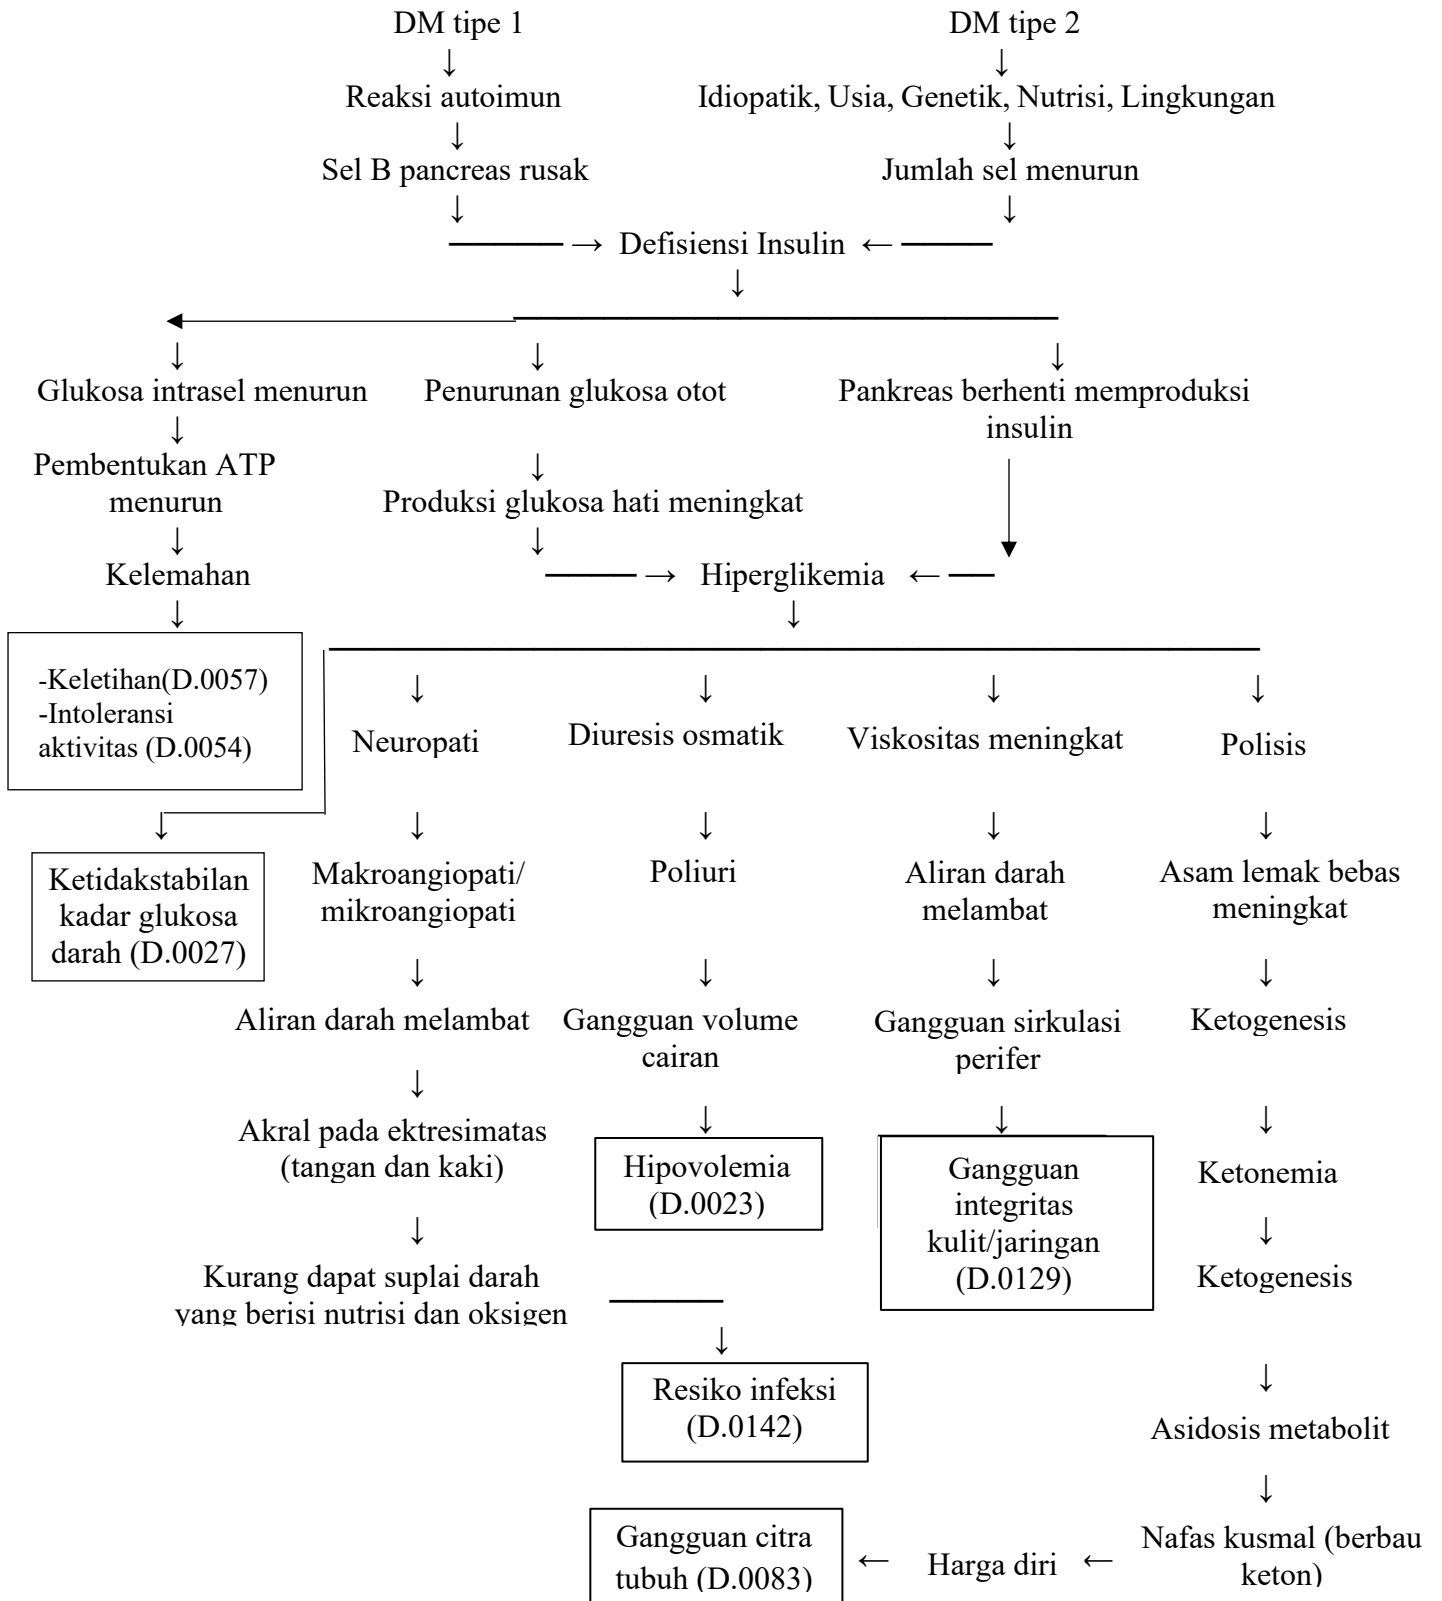 DM tipe 1
DM tipe 2
↓ ↓
Reaksi autoimun
Idiopatik, Usia, Genetik, Nutrisi, Lingkungan
↓ ↓
Sel B pancreas rusak
Jumlah sel menurun
↓ ↓
→ Defisiensi Insulin ←
↓
↓ ↓ ↓
Glukosa intrasel menurun
Penurunan glukosa otot
Pankreas berhenti memproduksi
insulin
↓ ↓
Pembentukan ATP
menurun
Produksi glukosa hati meningkat
↓ ↓
Kelemahan
→ Hiperglikemia ←
↓ ↓
-Keletihan(D.0057)
-Intoleransi
aktivitas (D.0054)
↓ ↓ ↓ ↓
Neuropati
Diuresis osmatik
Viskositas meningkat
Polisis
↓ ↓ ↓ ↓ ↓
Ketidakstabilan
kadar glukosa
darah (D.0027)
Makroangiopati/
mikroangiopati
Poliuri
Aliran darah
melambat
Asam lemak bebas
meningkat
↓ ↓ ↓ ↓
Aliran darah melambat
Gangguan volume
cairan
Gangguan sirkulasi
perifer
Ketogenesis
↓ ↓ ↓ ↓
Akral pada ektresimatas
(tangan dan kaki)
Hipovolemia
(D.0023)
Gangguan
integritas
kulit/jaringan
(D.0129)
Ketonemia
↓ ↓
Kurang dapat suplai darah
yang berisi nutrisi dan oksigen
Ketogenesis
↓ ↓
Resiko infeksi
(D.0142)
Asidosis metabolit
↓
Nafas kusmal (berbau
keton)
← Harga diri ←
Gangguan citra
tubuh (D.0083)